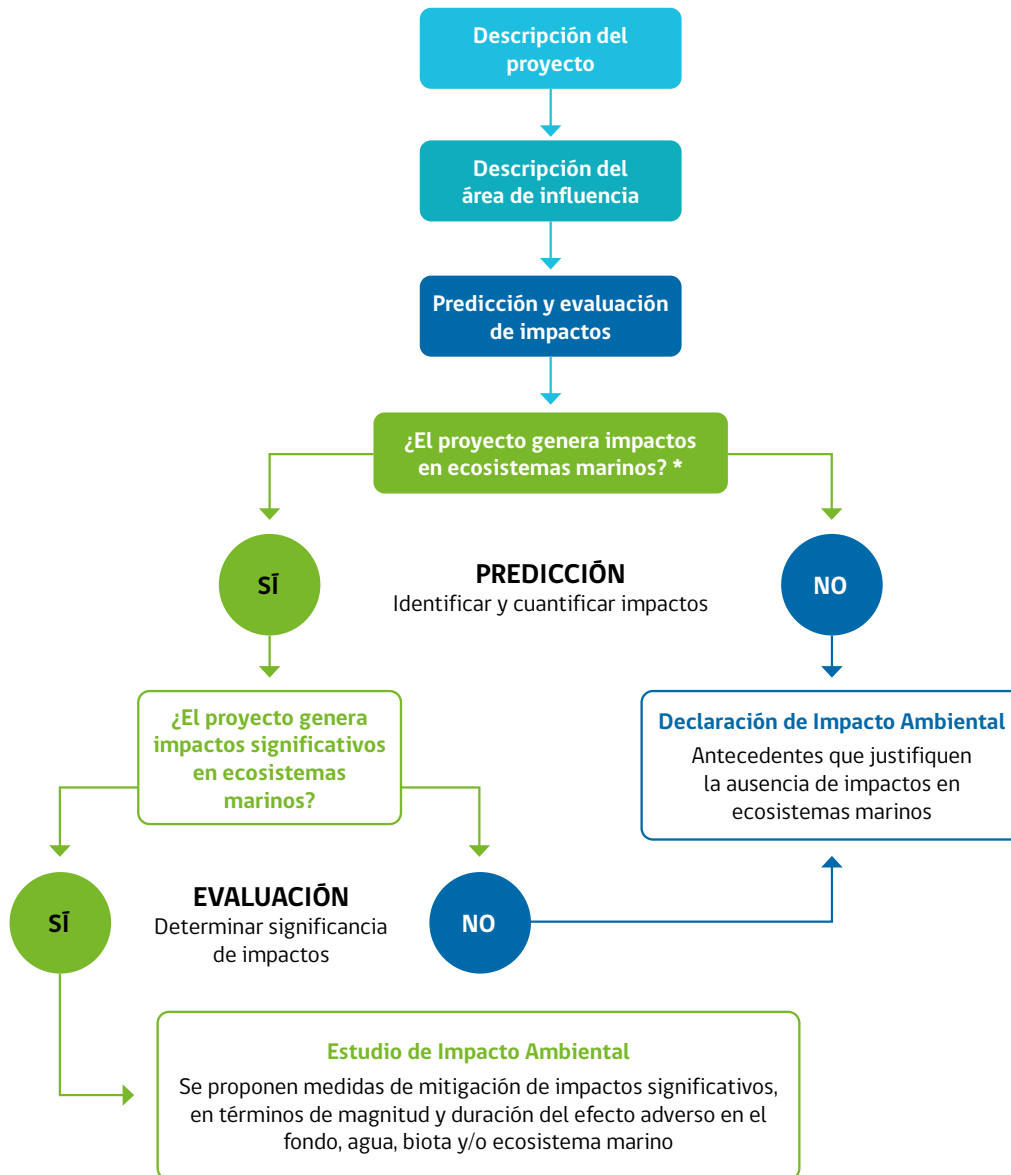 Descripción del
proyecto
Descripción del
área de influencia
Predicción y evaluación
de impactos
¿El proyecto genera impactos
en ecosistemas marinos? *
SÍ
PREDICCIÓN
Identificar y cuantificar impactos
NO
¿El proyecto genera
impactos significativos
en ecosistemas
marinos?
Declaración de Impacto Ambiental
Antecedentes que justifiquen
la ausencia de impactos en
ecosistemas marinos
SÍ
EVALUACIÓN
Determinar significancia
de impactos
NO
Estudio de Impacto Ambiental
Se proponen medidas de mitigación de impactos significativos,
en términos de magnitud y duración del efecto adverso en el
fondo, agua, biota y/o ecosistema marino